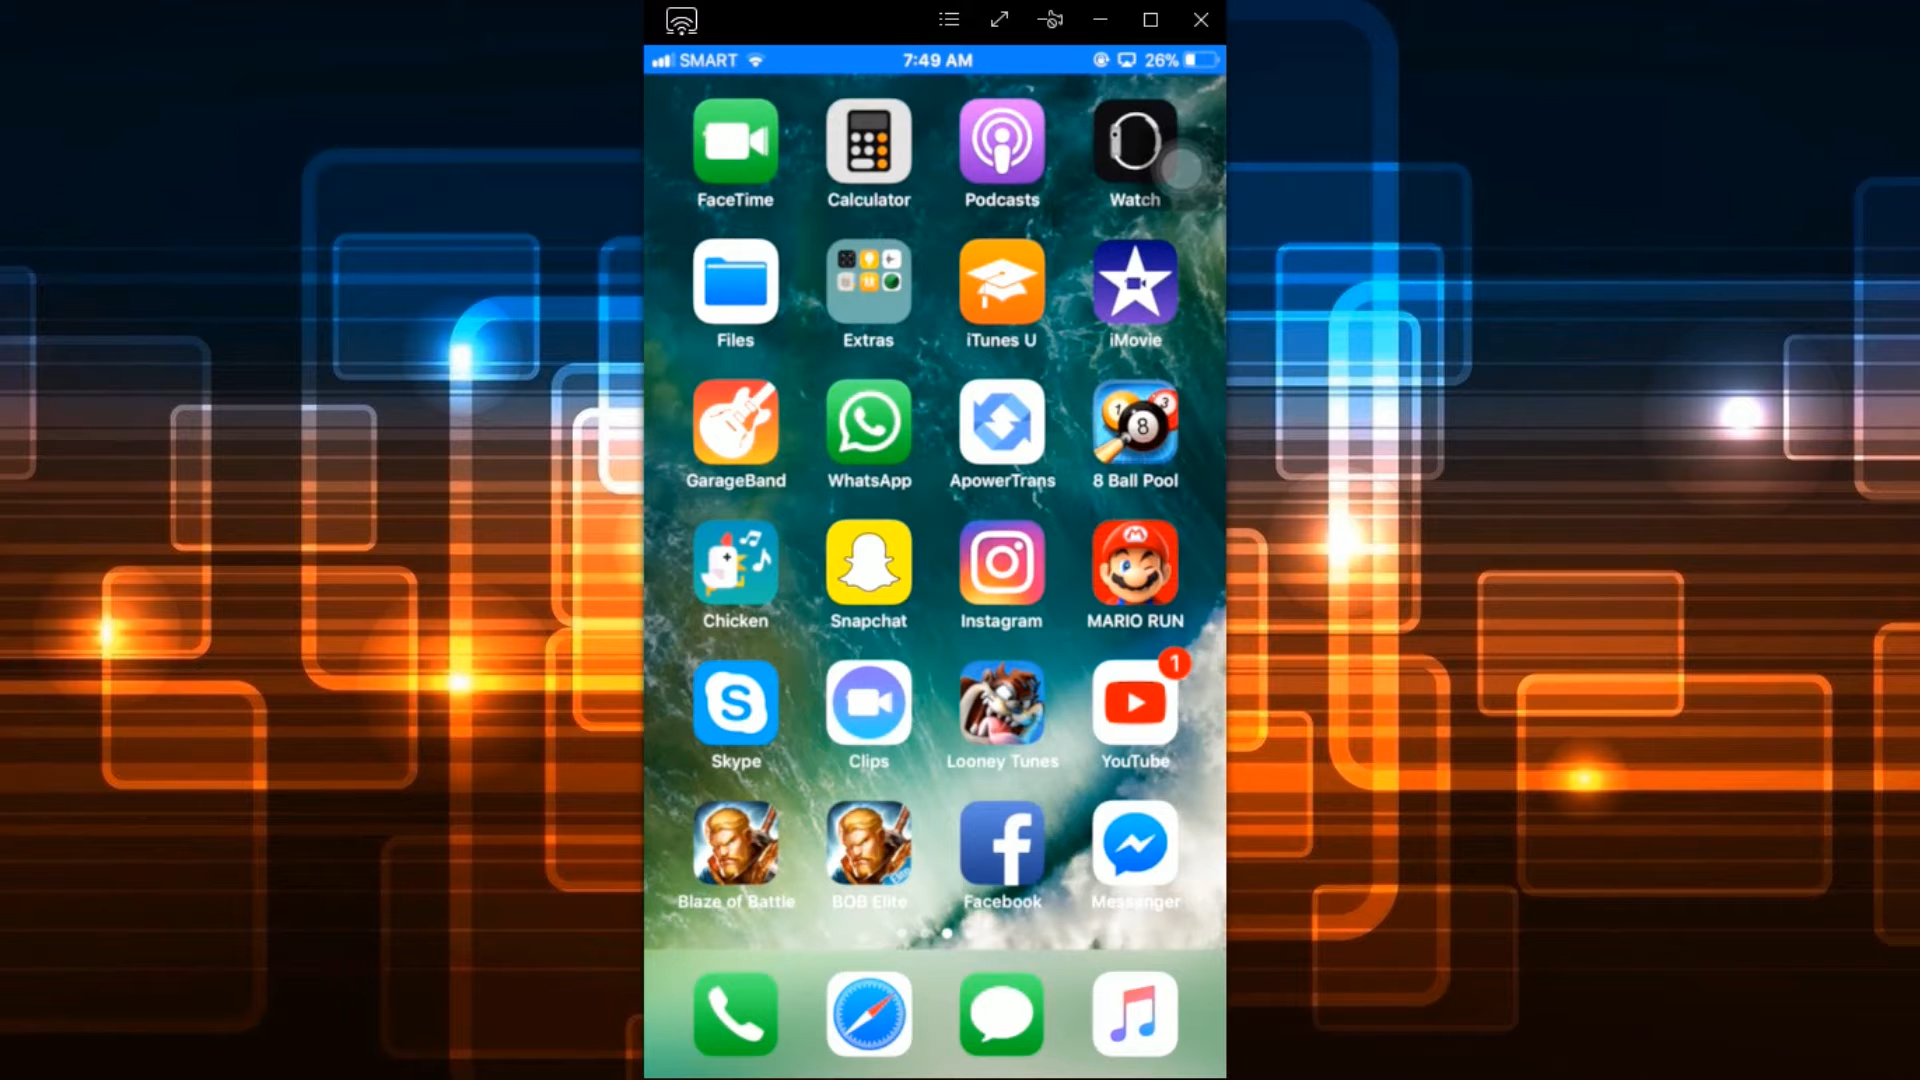 SMART 7:49 AM 26%
FaceTime Calculator Podcasts Watch
Files Extras iTunes U iMovie
GarageBand WhatsApp ApowerTrans 8 Ball Pool
Chicken Snapchat Instagram MARIO RUN
1
Skype Clips Looney Tunes YouTube
Blaze of Battle BOB Elite Facebook Messenger